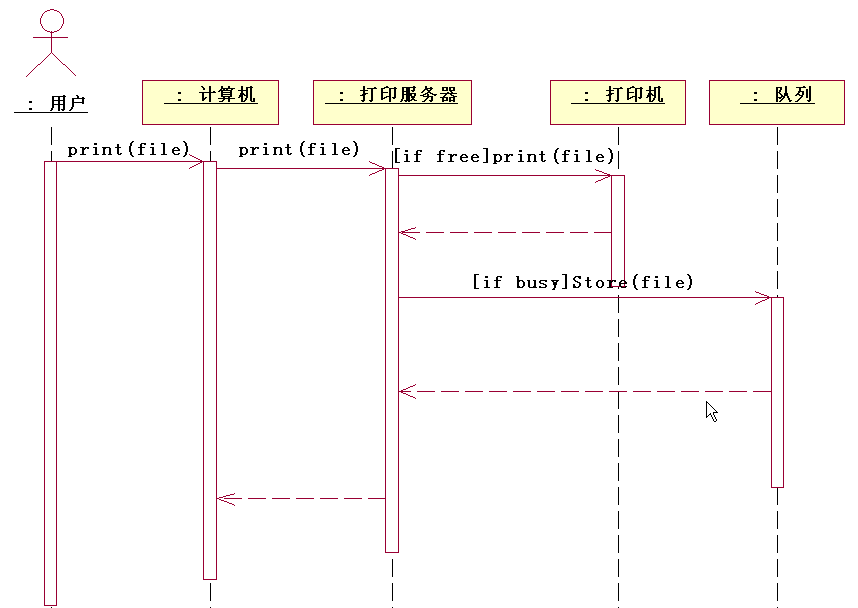 : 用户
: 计算机
: 打印服务器
: 打印机
: 队列
print(file)
print(file)
[if free]print(file)
[if busy]Store(file)